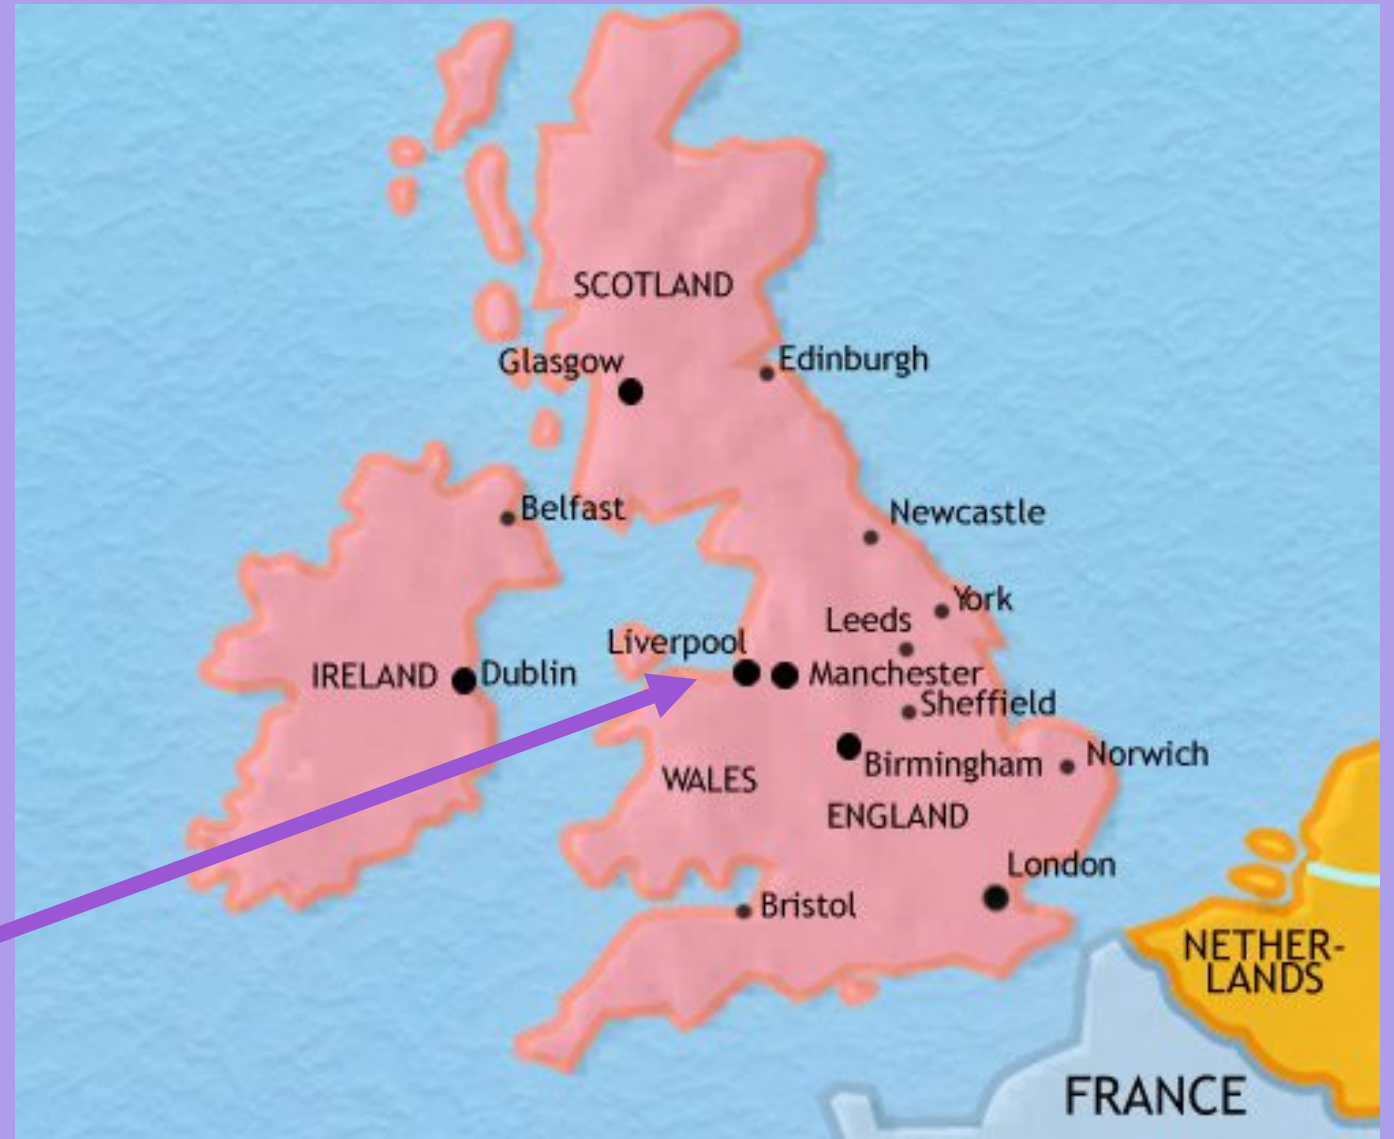 SCOTLAND
Glasgow
Edinburgh
Belfast
Newcastle
York
Leeds
Liverpool
IRELAND
Dublin
Manchester
Sheffield
Norwich
Birmingham
WALES
ENGLAND
London
Bristol
NETHER-
LANDS
FRANCE